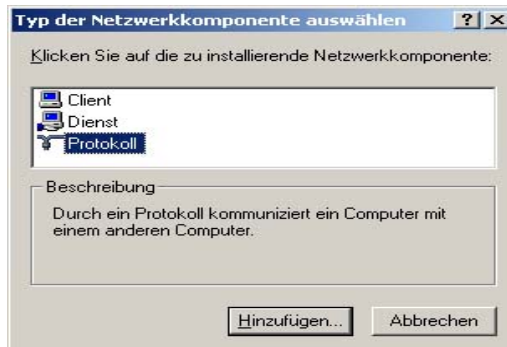 Typ der Netzwerkkomponente auswählen
Klicken Sie auf die zu installierende Netzwerkkomponente:
Client
Dienst
Protokoll
Beschreibung
Durch ein Protokoll kommuniziert ein Computer mit
einem anderen Computer.
Hinzufügen... Abbrechen